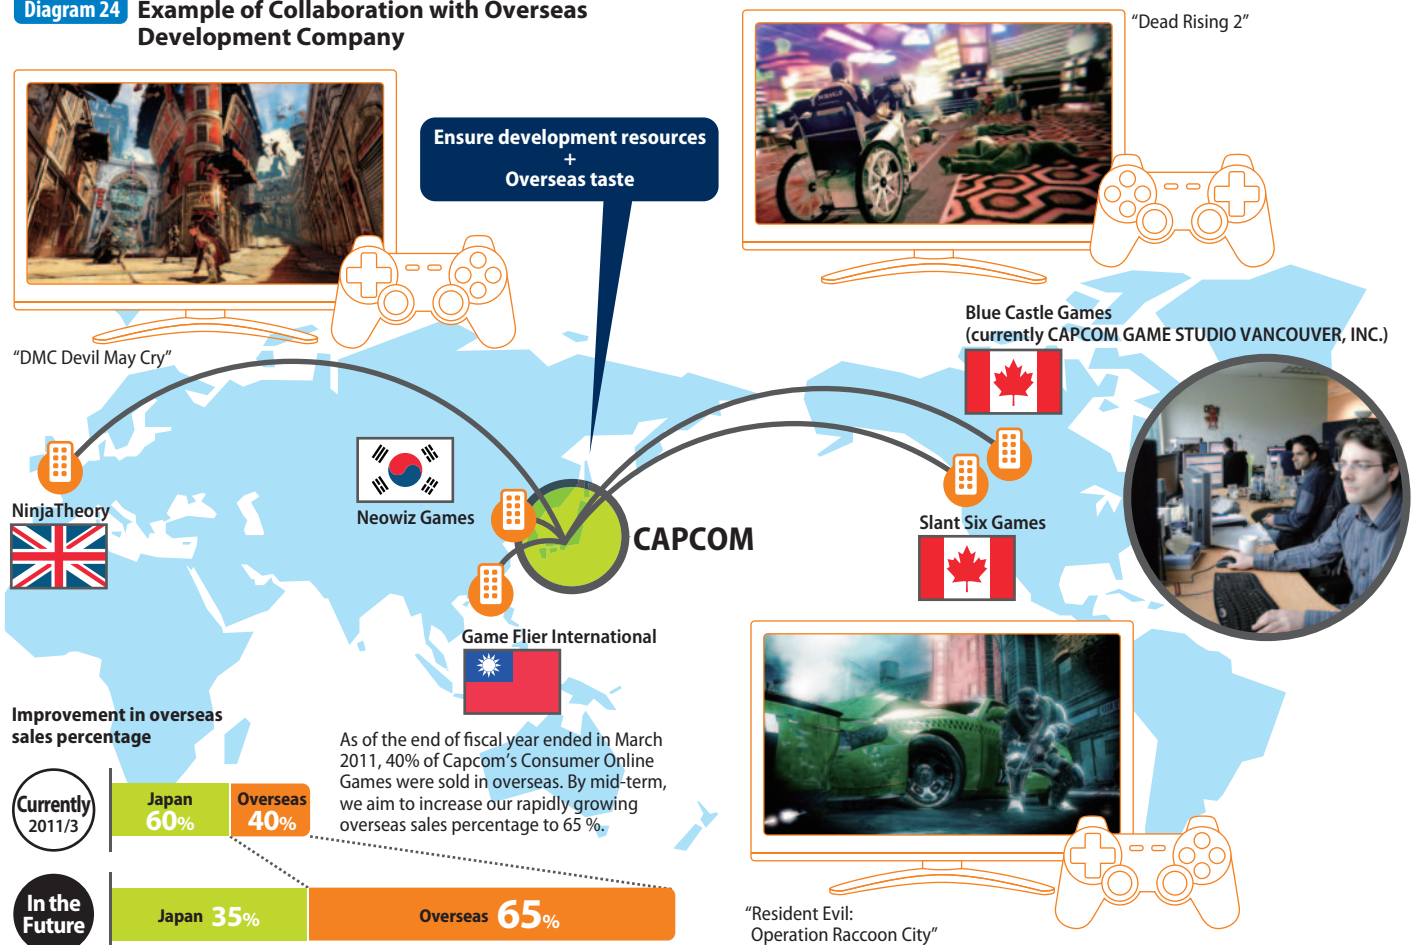 Diagram 24 Example of Collaboration with Overseas
Development Company
"Dead Rising 2"
Ensure development resources
+
Overseas taste
"DMC Devil May Cry"
Blue Castle Games
(currently CAPCOM GAME STUDIO VANCOUVER, INC.)
NinjaTheory
Neowiz Games
CAPCOM
Slant Six Games
Game Flier International
Improvement in overseas
sales percentage
As of the end of fiscal year ended in March
2011, 40% of Capcom's Consumer Online
Games were sold in overseas. By mid-term,
we aim to increase our rapidly growing
overseas sales percentage to 65 %.
Currently
2011/3
Japan
60%
Overseas
40%
In the
Future
Japan 35%
Overseas 65%
"Resident Evil:
Operation Raccoon City"